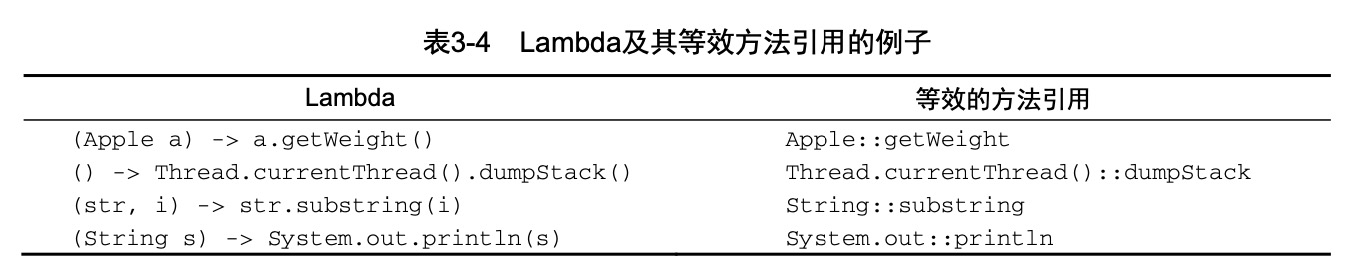 表3-4 Lambda及其等效方法引用的例子
Lambda 等效的方法引用
(Apple a) -> a.getWeight() Apple::getWeight
() -> Thread.currentThread().dumpStack() Thread.currentThread()::dumpStack
(str, i) -> str.substring(i) String::substring
(String s) -> System.out.println(s) System.out::println